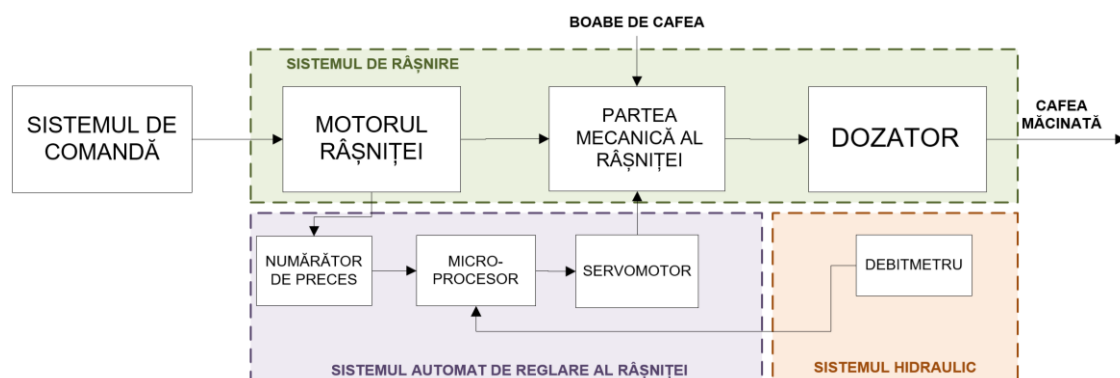 BOABE DE CAFEA
SISTEMUL DE RÂȘNIRE
SISTEMUL DE
COMANDĂ
MOTORUL
RÂȘNIȚEI
PARTEA
MECANICĂ AL
RÂȘNIȚEI
DOZATOR
CAFEA
MĂCINATĂ
NUMĂRĂTOR
DE PRECES
MICRO-
PROCESOR
SERVOMOTOR
DEBITMETRU
SISTEMUL AUTOMAT DE REGLARE AL RÂȘNIȚEI
SISTEMUL HIDRAULIC